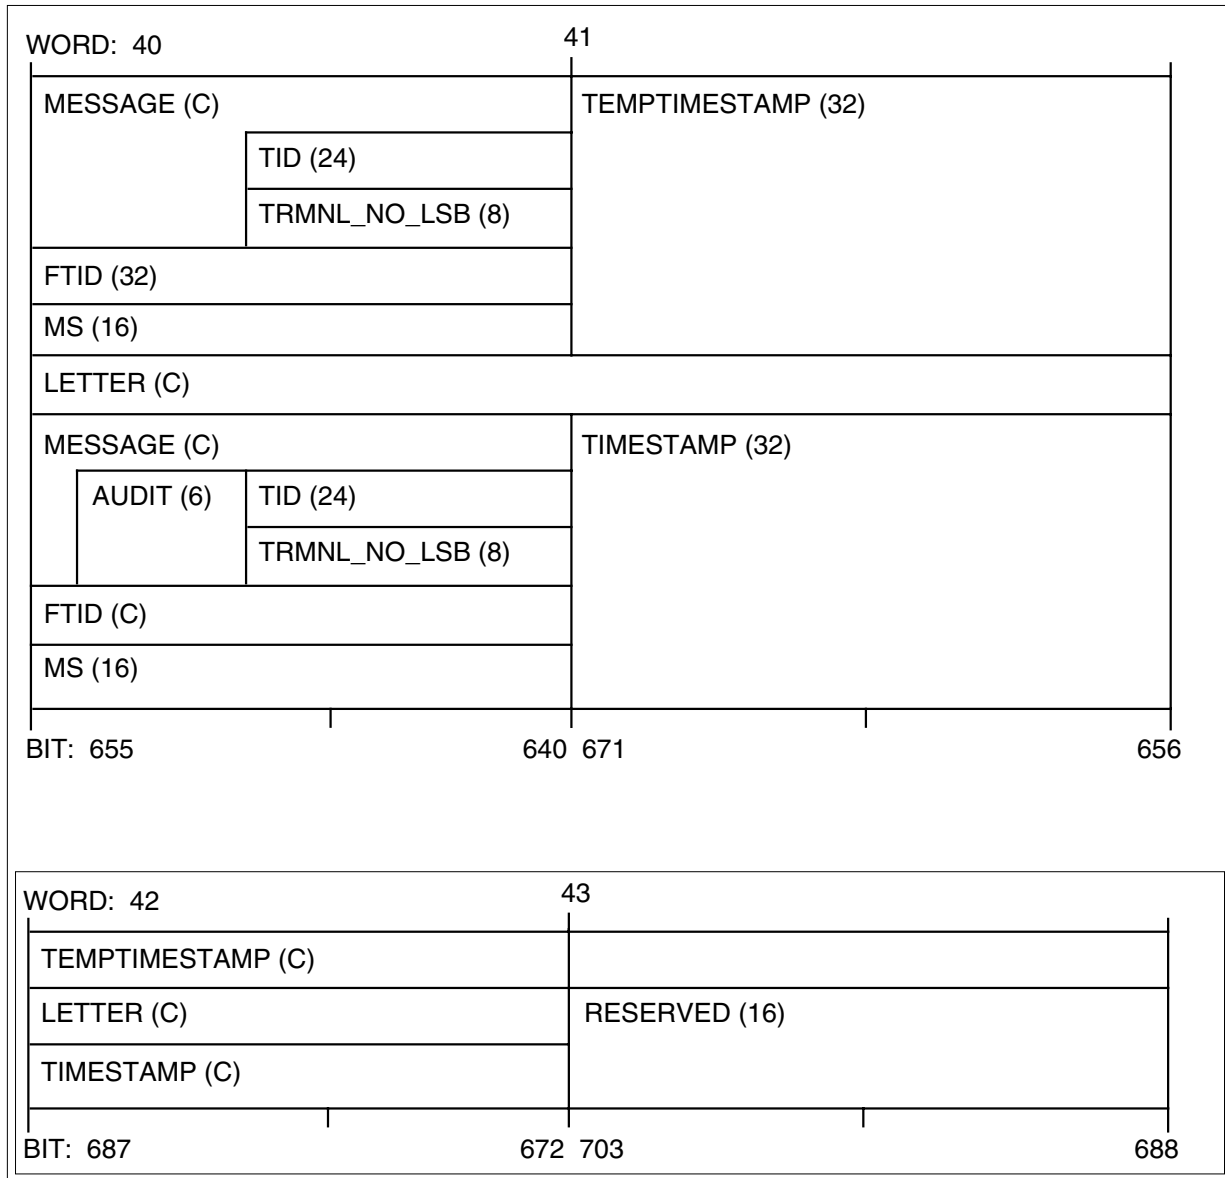 WORD: 40 41
MESSAGE (C) TEMPTIMESTAMP (32)
TID (24)
TRMNL_NO_LSB (8)
FTID (32)
MS (16)
LETTER (C)
MESSAGE (C) TIMESTAMP (32)
AUDIT (6) TID (24)
TRMNL_NO_LSB (8)
FTID (C)
MS (16)
BIT: 655 640 671 656
WORD: 42 43
TEMPTIMESTAMP (C)
LETTER (C) RESERVED (16)
TIMESTAMP (C)
BIT: 687 672 703 688